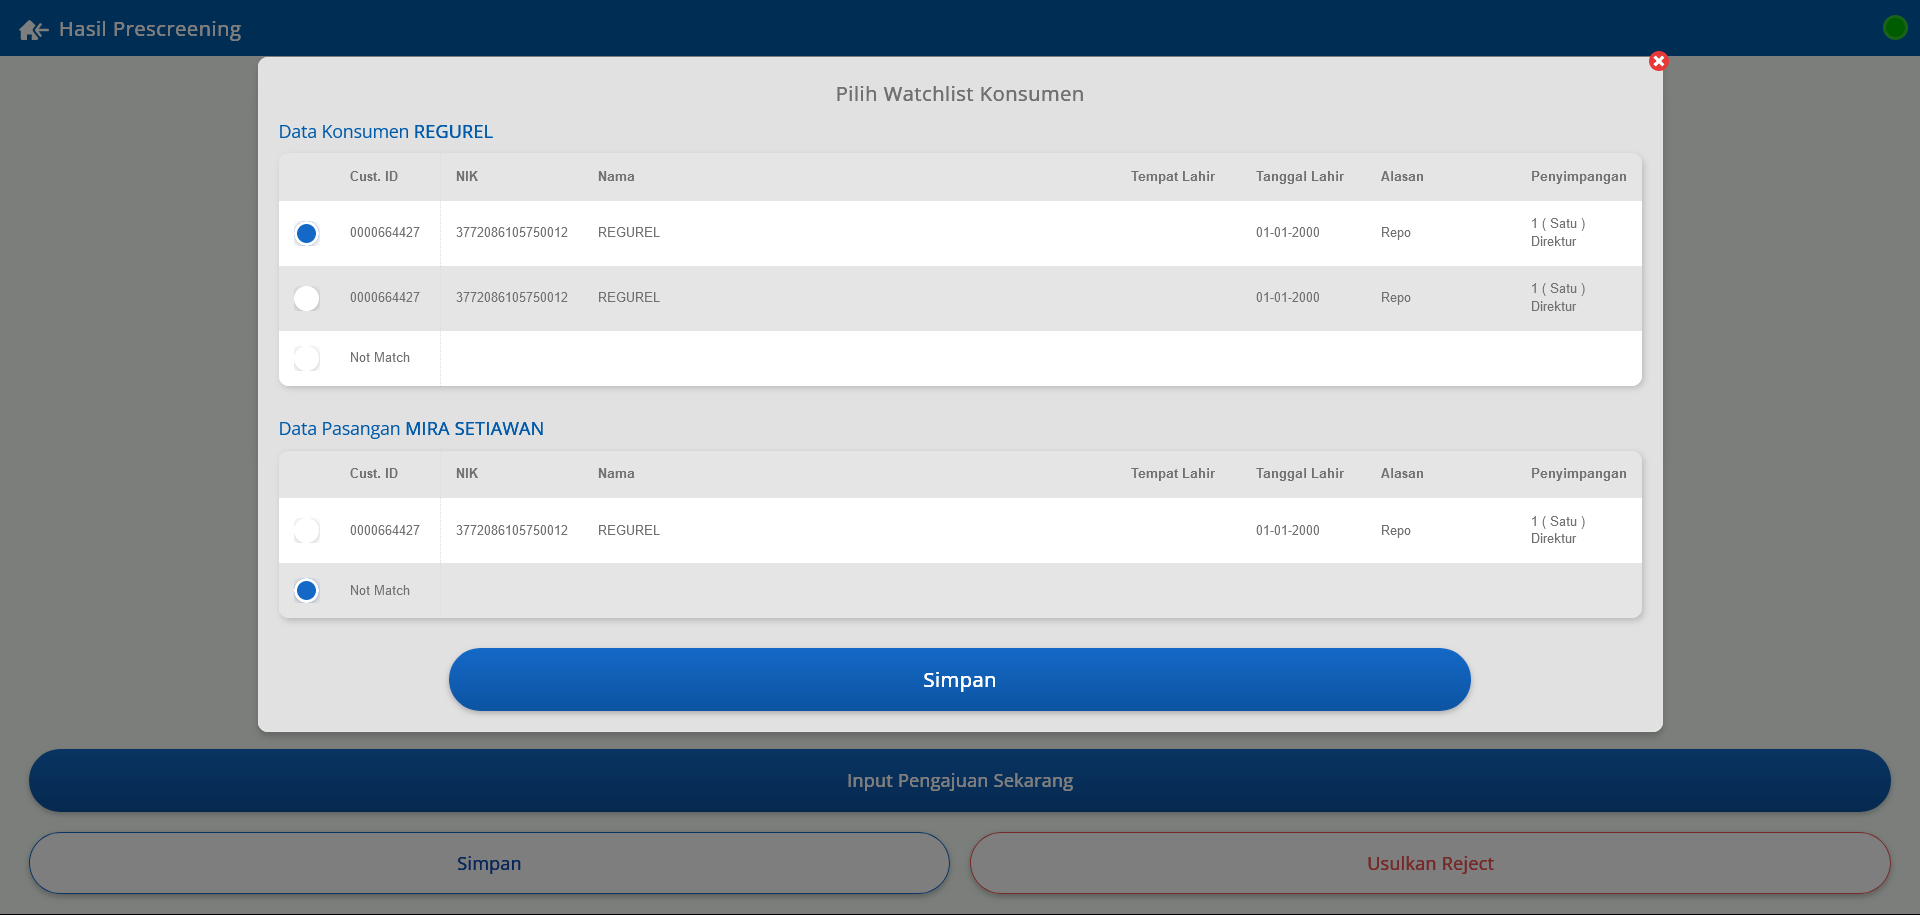 Hasil Prescreening
Pilih Watchlist Konsumen
Data Konsumen REGUREL
Cust. ID NIK Nama Tempat Lahir Tanggal Lahir Alasan Penyimpangan
0000664427 3772086105750012 REGUREL 01-01-2000 Repo 1 ( Satu ) Direktur
0000664427 3772086105750012 REGUREL 01-01-2000 Repo 1 ( Satu ) Direktur
Not Match
Data Pasangan MIRA SETIAWAN
Cust. ID NIK Nama Tempat Lahir Tanggal Lahir Alasan Penyimpangan
0000664427 3772086105750012 REGUREL 01-01-2000 Repo 1 ( Satu ) Direktur
Not Match
Simpan
Input Pengajuan Sekarang
Simpan Usulkan Reject